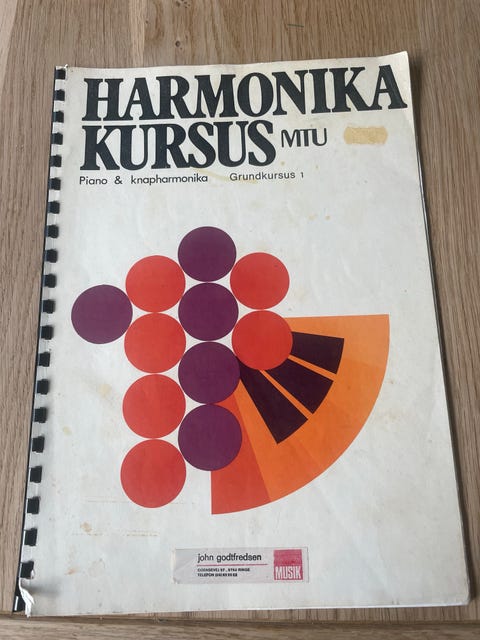 HARMONIKA
KURSUS MTU
Piano & knapharmonika Grundkursus 1
john godtfredsen
MUSIK